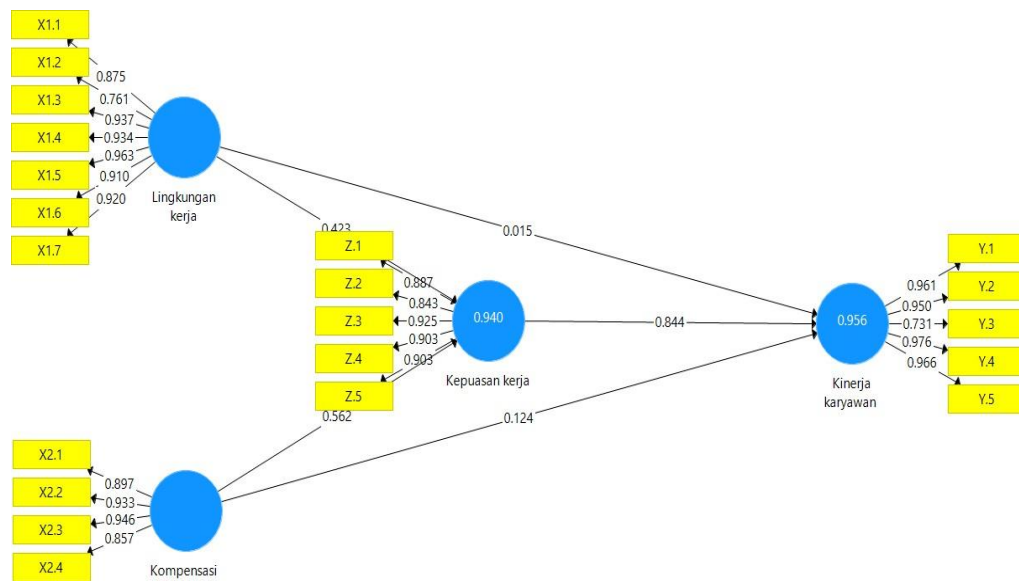 X1.1
X1.2
X1.3
X1.4
X1.5
X1.6
X1.7
0.875
0.761
0.937
0.934
0.963
0.910
0.920
Lingkungan
kerja
0.423
0.015
Z.1
Z.2
Z.3
Z.4
Z.5
0.887
0.843
0.925
0.903
0.903
0.940
Kepuasan kerja
0.844
0.956
Kinerja
karyawan
0.961
0.950
0.731
0.976
0.966
Y.1
Y.2
Y.3
Y.4
Y.5
0.562
0.124
X2.1
X2.2
X2.3
X2.4
0.897
0.933
0.946
0.857
Kompensasi